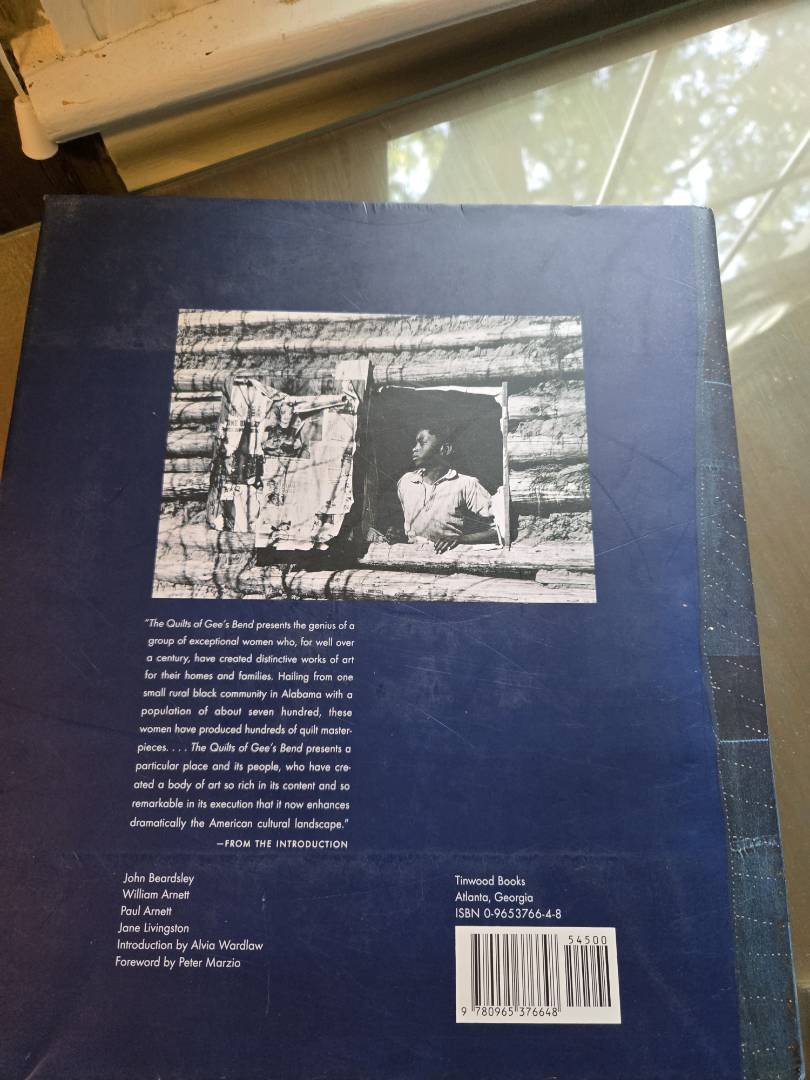 "The Quilts of Gee's Bend presents the genius of a
group of exceptional women who, for well over
a century, have created distinctive works of art
for their homes and families. Hailing from one
small rural black community in Alabama with a
population of about seven hundred, these
women have produced hundreds of quilt master-
pieces. . . . The Quilts of Gee's Bend presents a
particular place and its people, who have cre-
ated a body of art so rich in its content and so
remarkable in its execution that it now enhances
dramatically the American cultural landscape."
—FROM THE INTRODUCTION
John Beardsley
William Arnett
Paul Arnett
Jane Livingston
Introduction by Alvia Wardlaw
Foreword by Peter Marzio
Tinwood Books
Atlanta, Georgia
ISBN 0-9653766-4-8
54500
9 780965 376648